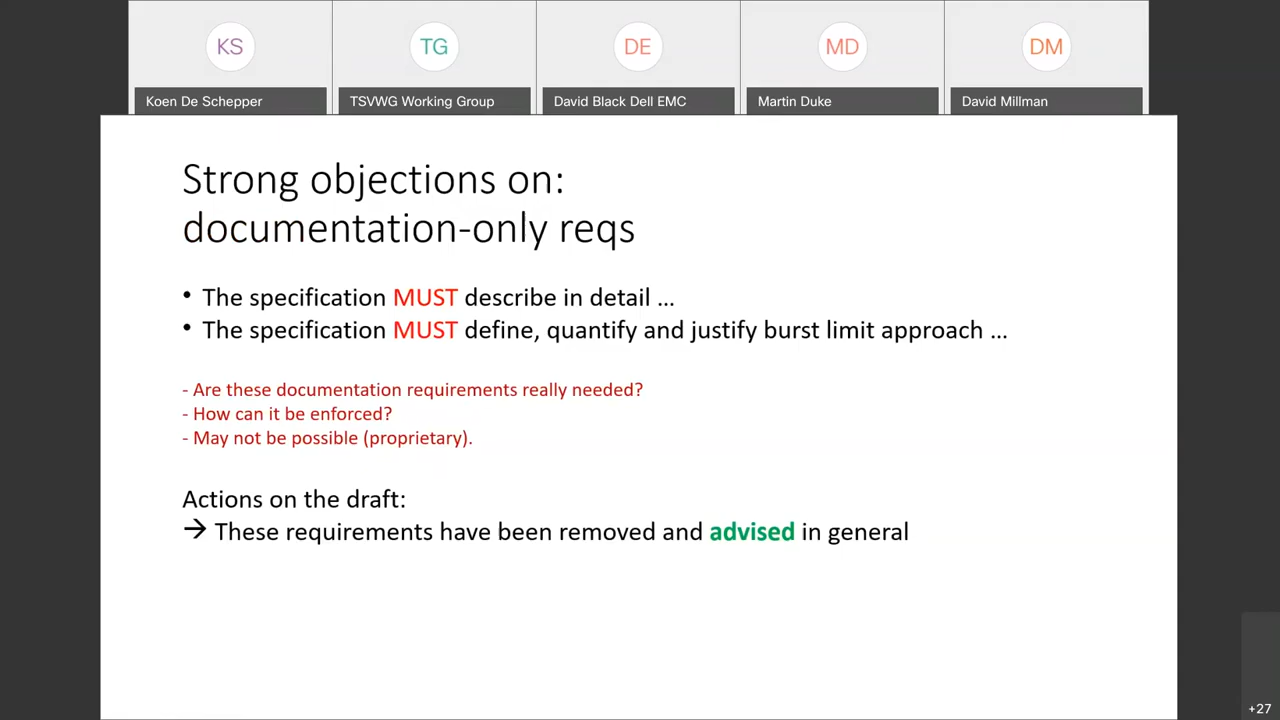 KS
TG
DE
MD
DM
Koen De Schepper
TSVWG Working Group
David Black Dell EMC
Martin Duke
David Millman
Strong objections on:
documentation-only reqs
• The specification MUST describe in detail ...
• The specification MUST define, quantify and justify burst limit approach ...
- Are these documentation requirements really needed?
- How can it be enforced?
- May not be possible (proprietary).
Actions on the draft:
→ These requirements have been removed and advised in general
+27